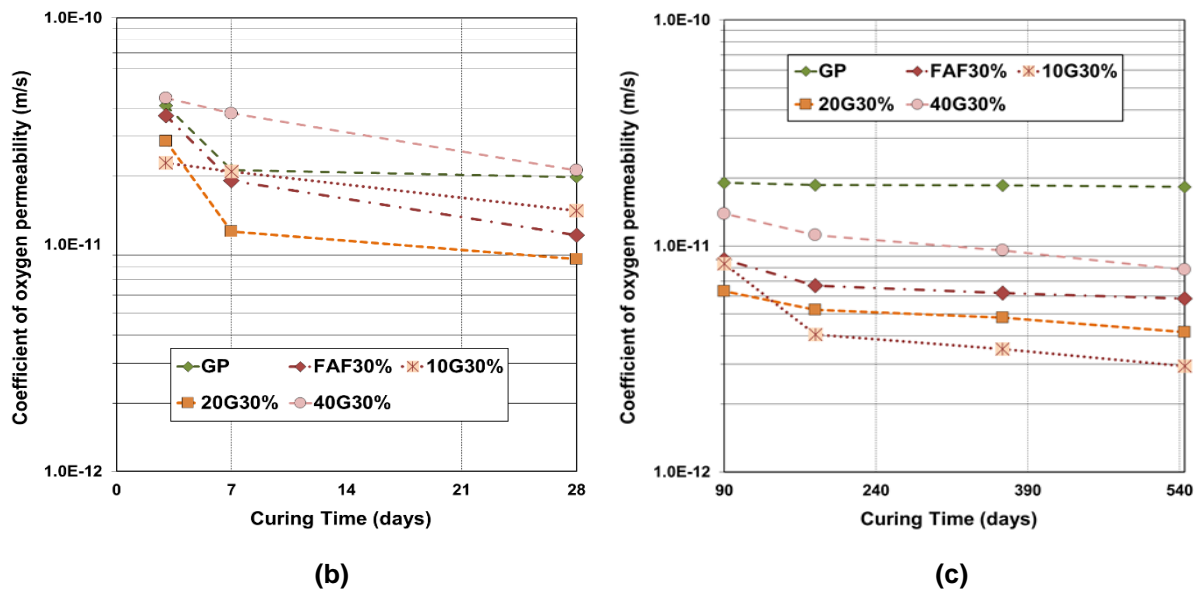 Coefficient of oxygen permeability (m/s)
1.0E-10
1.0E-11
1.0E-12
GP FAF30% 10G30%
20G30% 40G30%
0 7 14 21 28
Curing Time (days)
(b)
Coefficient of oxygen permeability (m/s)
1.0E-10
GP FAF30% 10G30%
20G30% 40G30%
1.0E-11
1.0E-12
90 240 390 540
Curing Time (days)
(c)